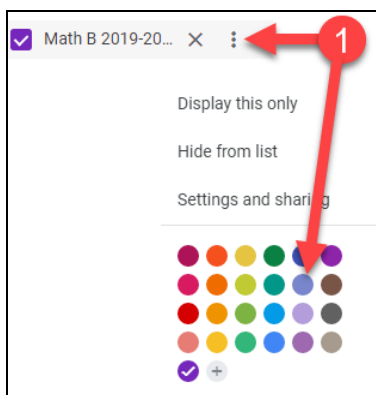 Math B 2019-20...
1
Display this only
Hide from list
Settings and sharing